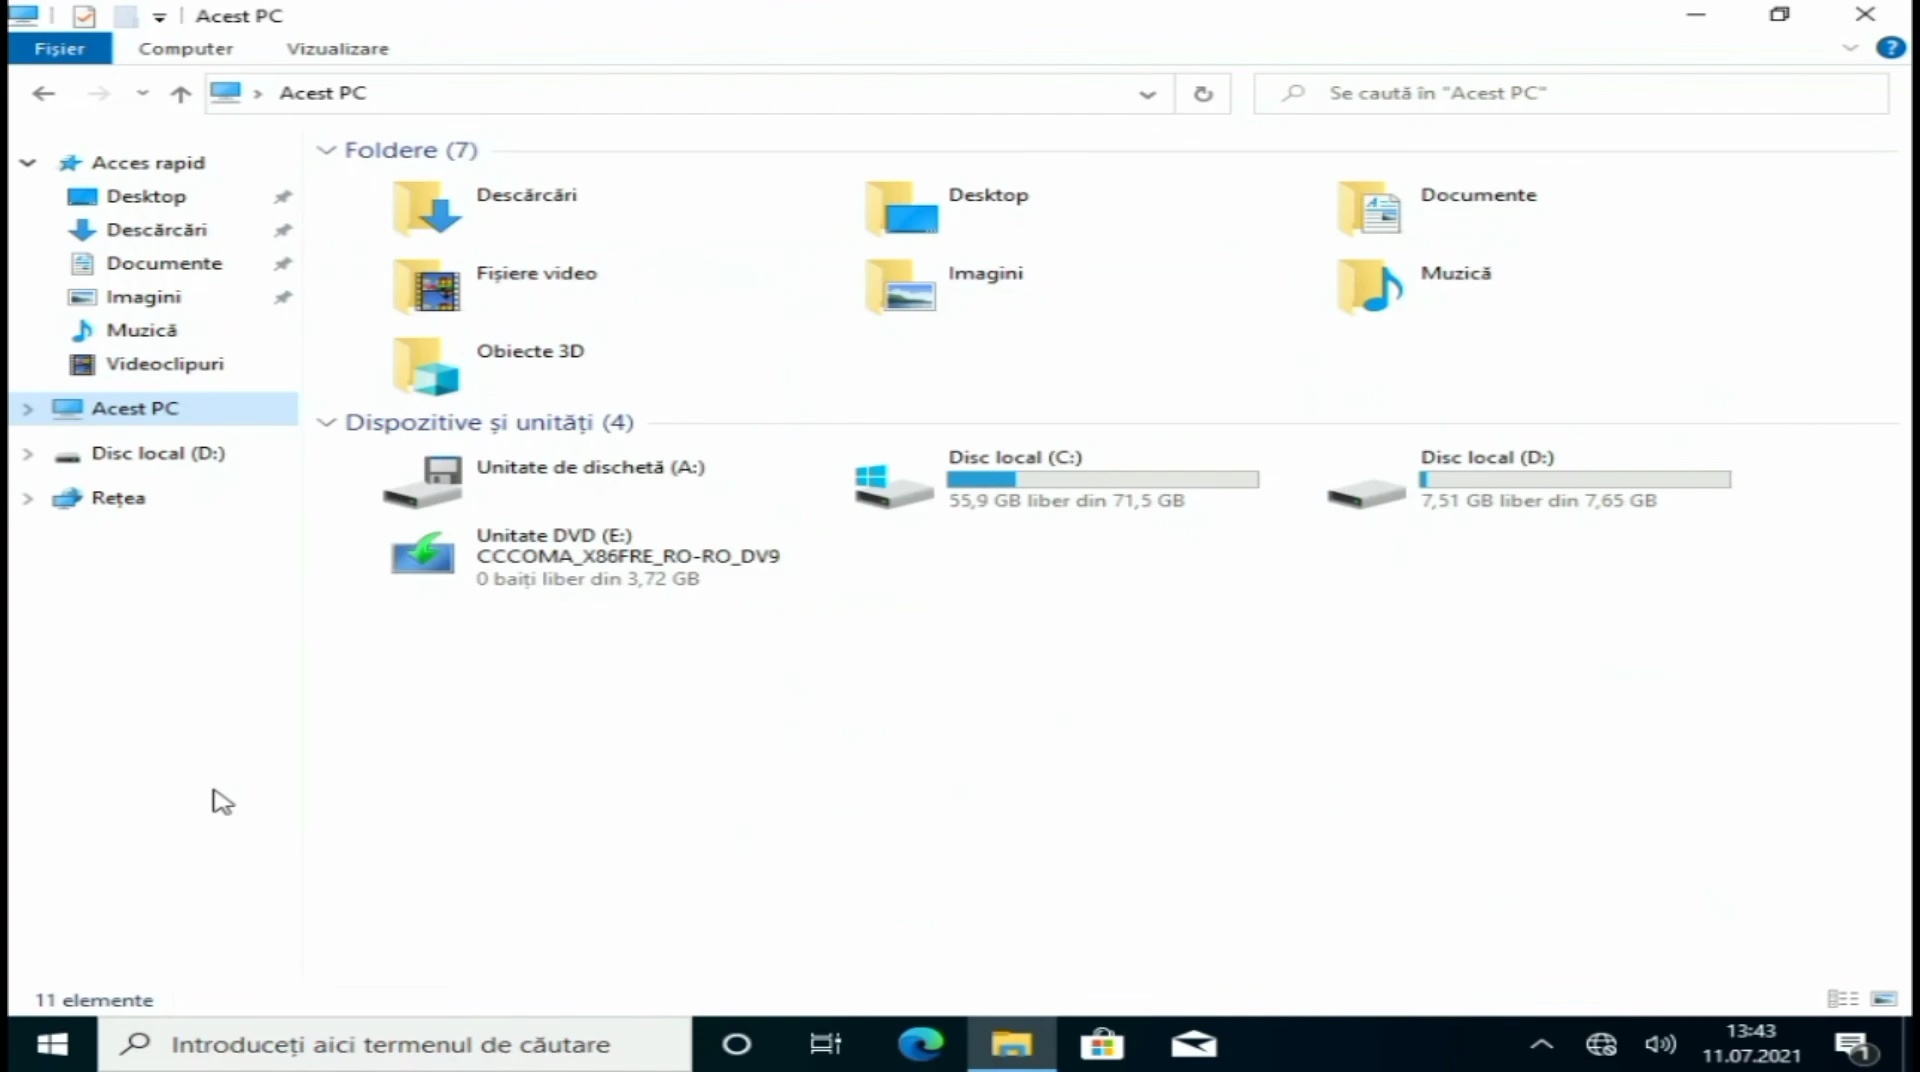 Acest PC
Fișier
Computer
Vizualizare
?
Acest PC
Se caută în "Acest PC"
Acces rapid
Desktop
Descărcări
Documente
Imagini
Muzică
Videoclipuri
Acest PC
Disc local (D:)
Rețea
Foldere (7)
Descărcări
Desktop
Documente
Fișiere video
Imagini
Muzică
Obiecte 3D
Dispozitive și unități (4)
Unitate de dischetă (A:)
Disc local (C:)
55,9 GB liber din 71,5 GB
Disc local (D:)
7,51 GB liber din 7,65 GB
Unitate DVD (E:)
CCCOMA_X86FRE_RO-RO_DV9
0 baiți liber din 3,72 GB
11 elemente
Introduceți aici termenul de căutare
13:43
11.07.2021
1